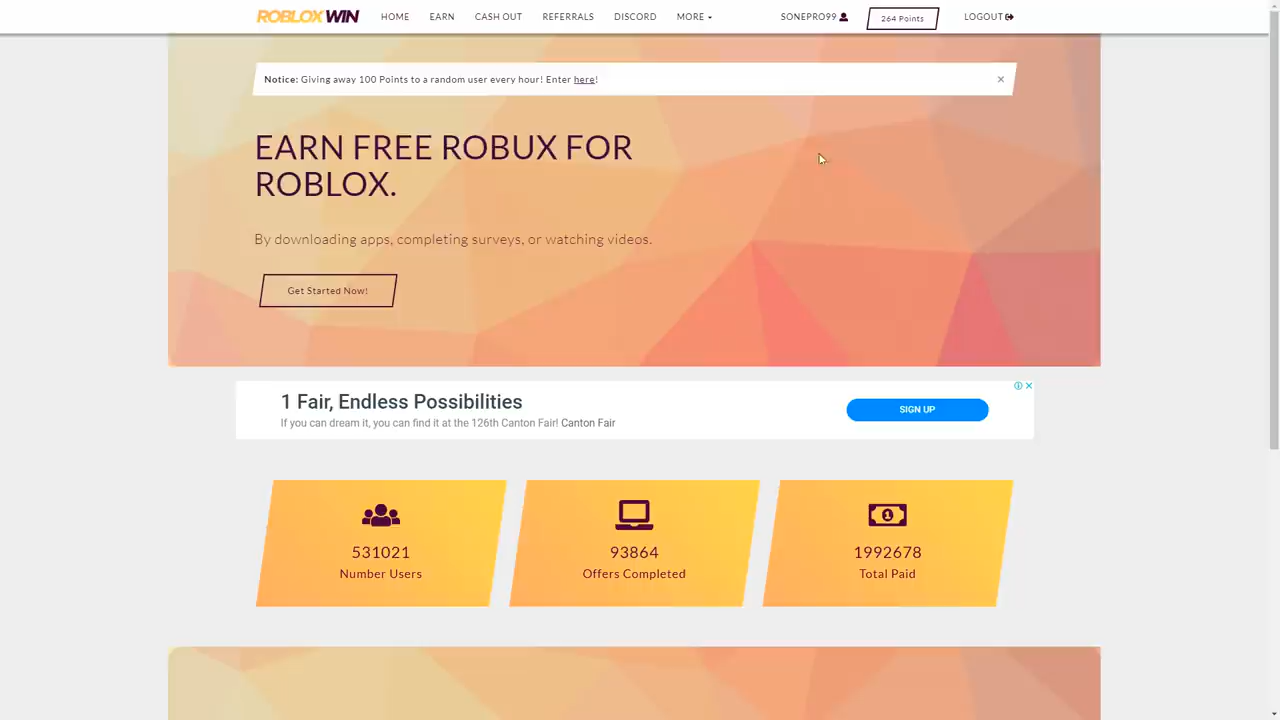 ROBLOX WIN HOME EARN CASH OUT REFERRALS DISCORD MORE SONEPRO99 264 Points LOGOUT
Notice: Giving away 100 Points to a random user every hour! Enter here! ×
EARN FREE ROBUX FOR
ROBLOX.
By downloading apps, completing surveys, or watching videos.
Get Started Now!
1 Fair, Endless Possibilities
If you can dream it, you can find it at the 126th Canton Fair! Canton Fair
SIGN UP
531021
Number Users
93864
Offers Completed
1
1992678
Total Paid